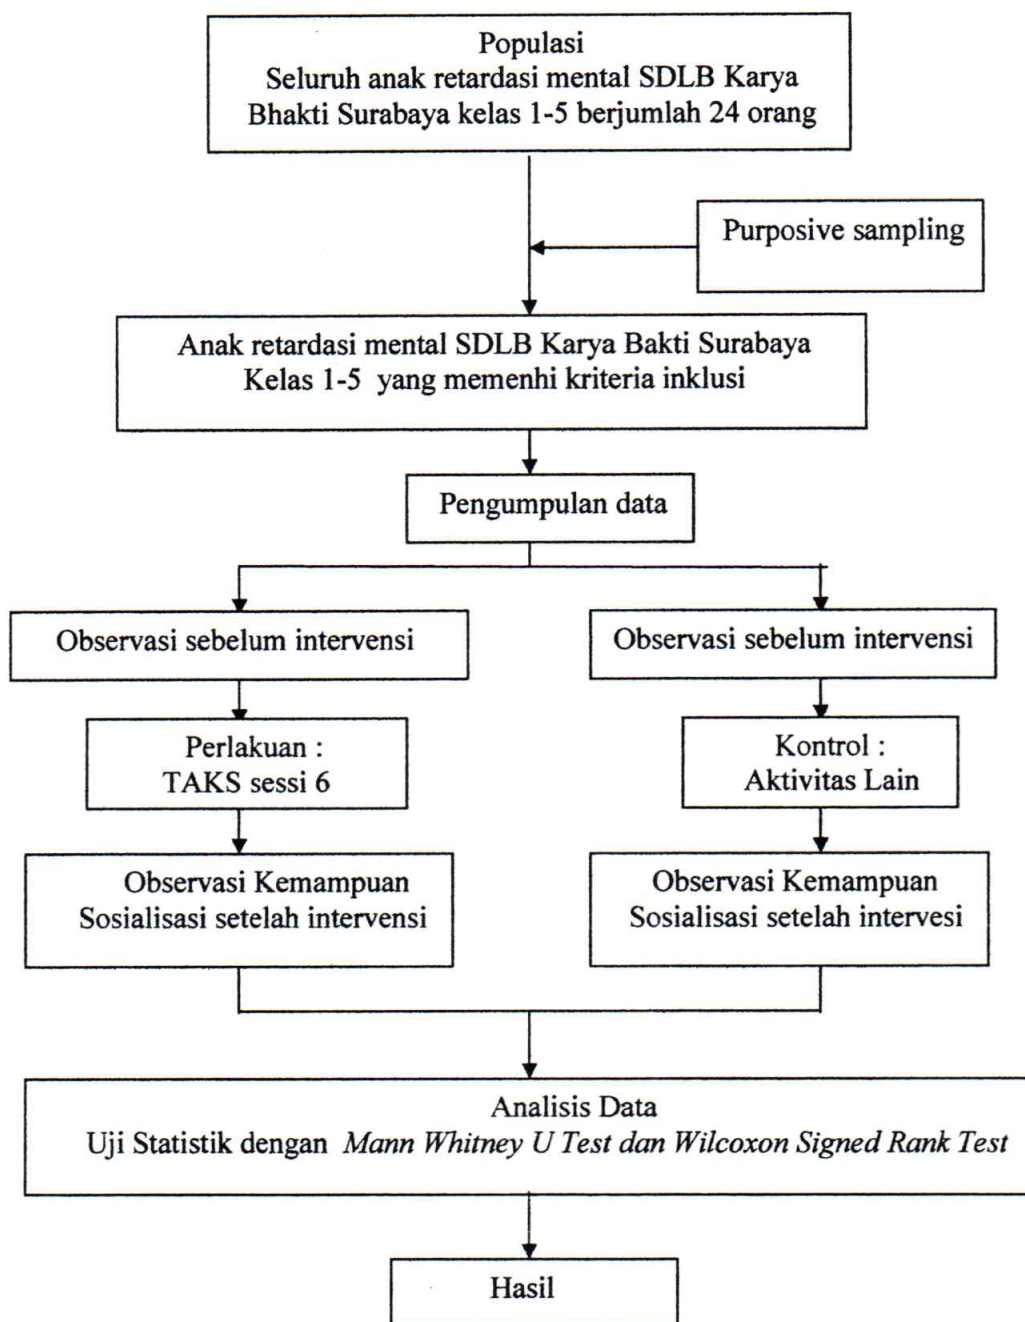 Populasi
Seluruh anak retardasi mental SDLB Karya
Bhakti Surabaya kelas 1-5 berjumlah 24 orang
Purposive sampling
Anak retardasi mental SDLB Karya Bakti Surabaya
Kelas 1-5 yang memenhi kriteria inklusi
Pengumpulan data
Observasi sebelum intervensi
Observasi sebelum intervensi
Perlakuan :
TAKS sessi 6
Kontrol :
Aktivitas Lain
Observasi Kemampuan
Sosialisasi setelah intervensi
Observasi Kemampuan
Sosialisasi setelah intervesi
Analisis Data
Uji Statistik dengan Mann Whitney U Test dan Wilcoxon Signed Rank Test
Hasil